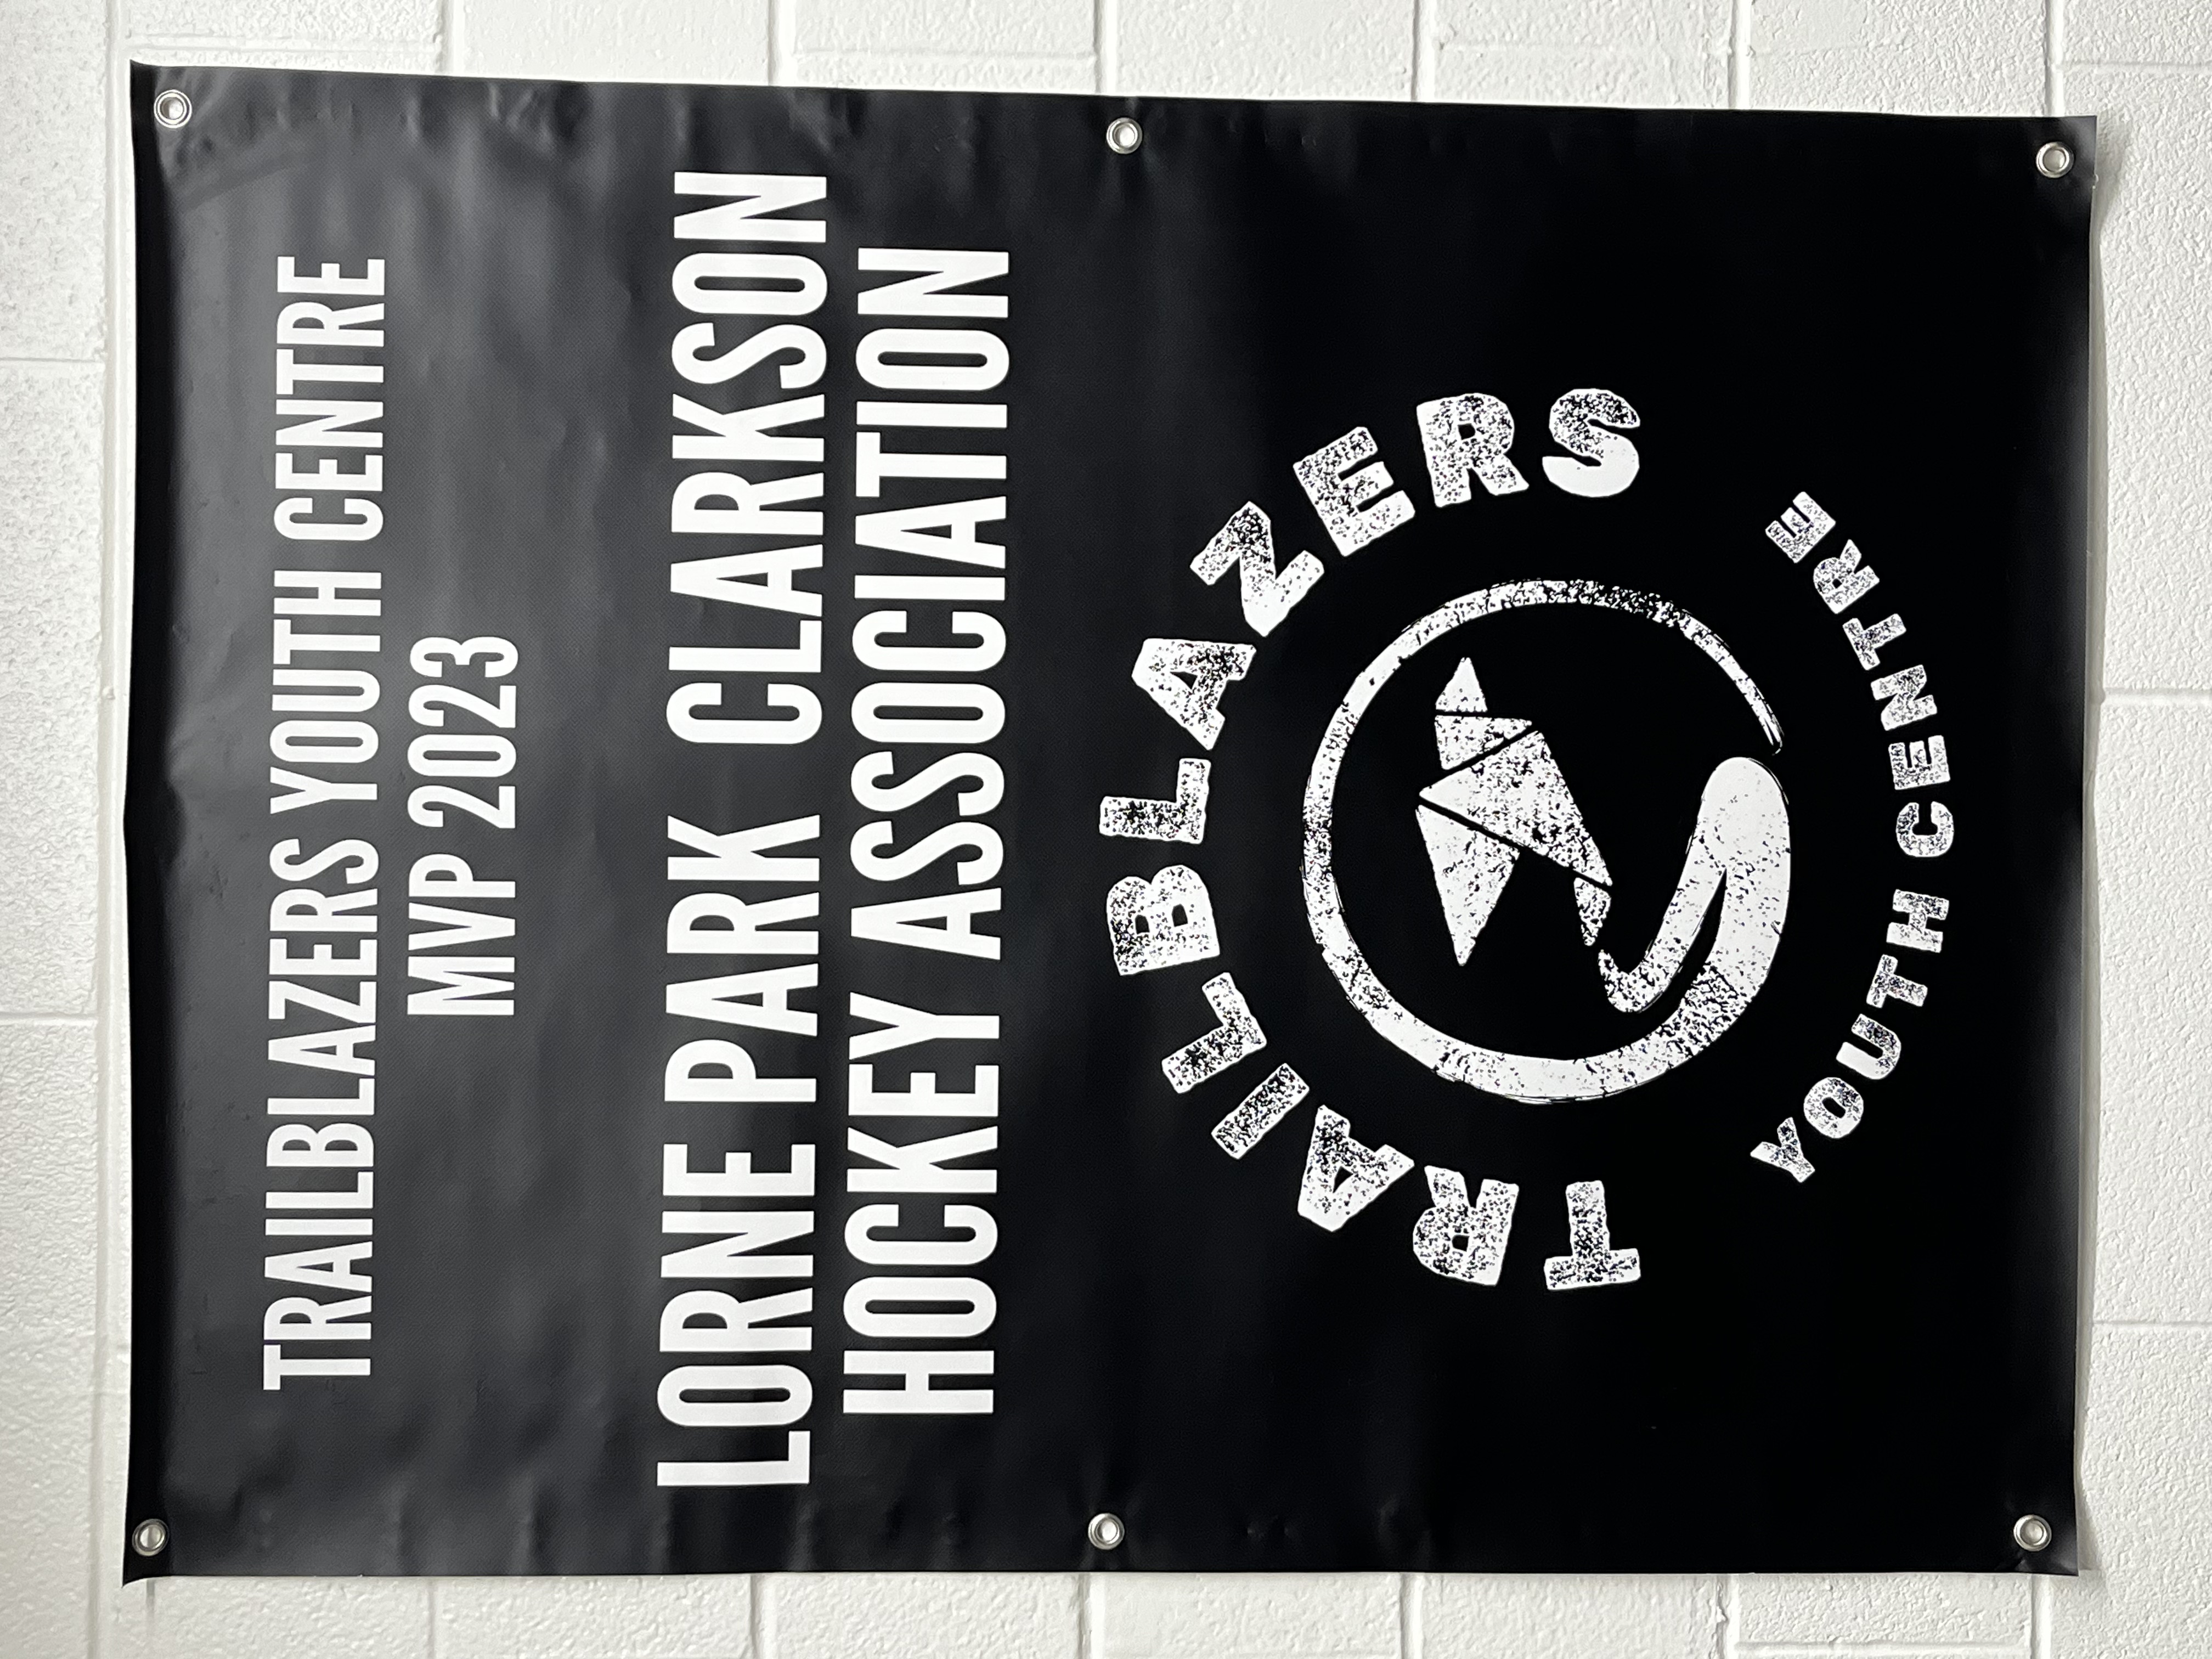 TRAILBLAZERS YOUTH CENTRE
MVP 2023
LORNE PARK CLARKSON
HOCKEY ASSOCIATION
TRAILBLAZERS
YOUTH CENTRE